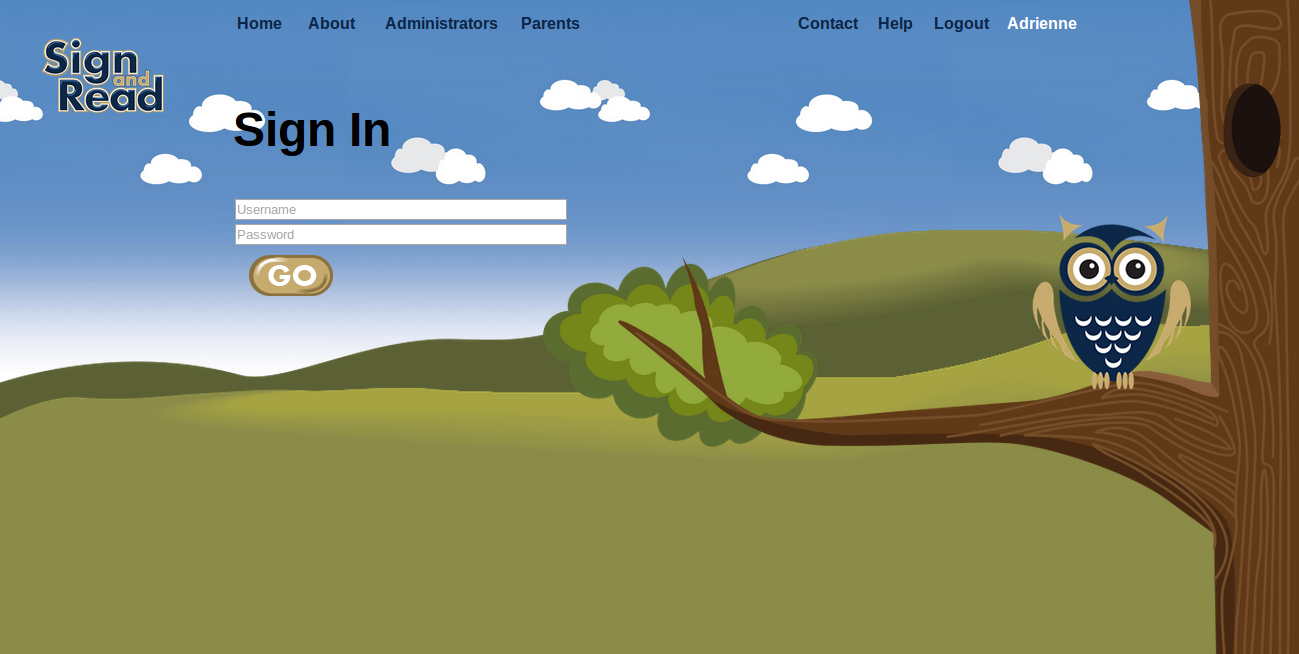 Home About Administrators Parents Contact Help Logout Adrienne
Sign
and
Read
Sign In
Username
Password
GO